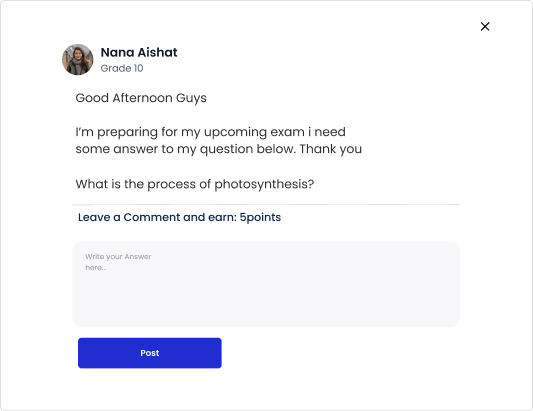 Nana Aishat
Grade 10
Good Afternoon Guys
I’m preparing for my upcoming exam i need
some answer to my question below. Thank you
What is the process of photosynthesis?
Leave a Comment and earn: 5points
Write your Answer
here..
Post